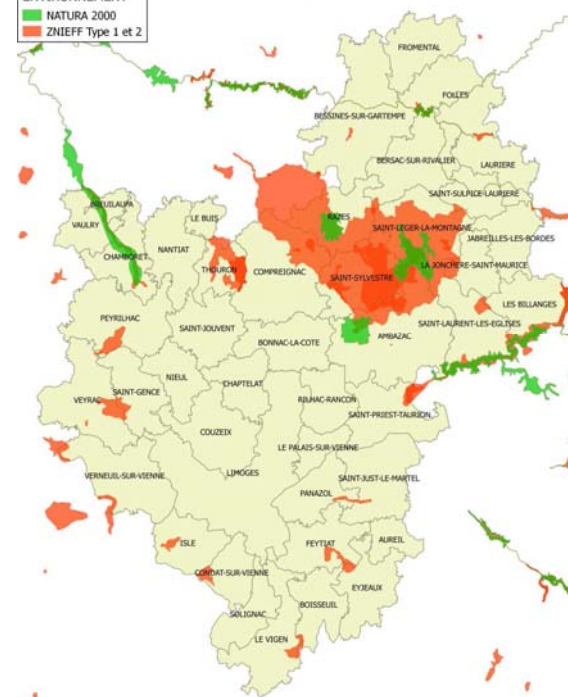 ENVIRONNEMENT
NATURA 2000
ZNIEFF Type 1 et 2
FROMENTAL
FOLLES
BESSINES-SUR-GARTEMPE
BERSAC-SUR-RIVALIER
LAURIERE
SAINT-SULPICE-LAURIERE
BREUILAUFA
LE BUIS
RAZES
VAULRY
SAINT-LEGER-LA-MONTAGNE
JABREILLES-LES-BORDES
NANTIAT
CHAMBORET
THOURON
COMPREIGNAC
SAINT-SYLVESTRE
LA JONCHERE-SAINT-MAURICE
LES BILLANGES
PEYRILHAC
SAINT-JOUVENT
SAINT-LAURENT-LES-EGLISES
AMBAZAC
BONNAC-LA-COTE
NIEUL
CHAPTELAT
SAINT-GENCE
VEYRAC
RILHAC-RANCON
SAINT-PRIEST-TAURION
COUZEIX
LE PALAIS-SUR-VIENNE
LIMOGES
VERNEUIL-SUR-VIENNE
SAINT-JUST-LE-MARTEL
PANAZOL
ISLE
FEYTIAT
AUREIL
CONDAT-SUR-VIENNE
EYJEAUX
BOISSEUIL
SOLIGNAC
LE VIGEN